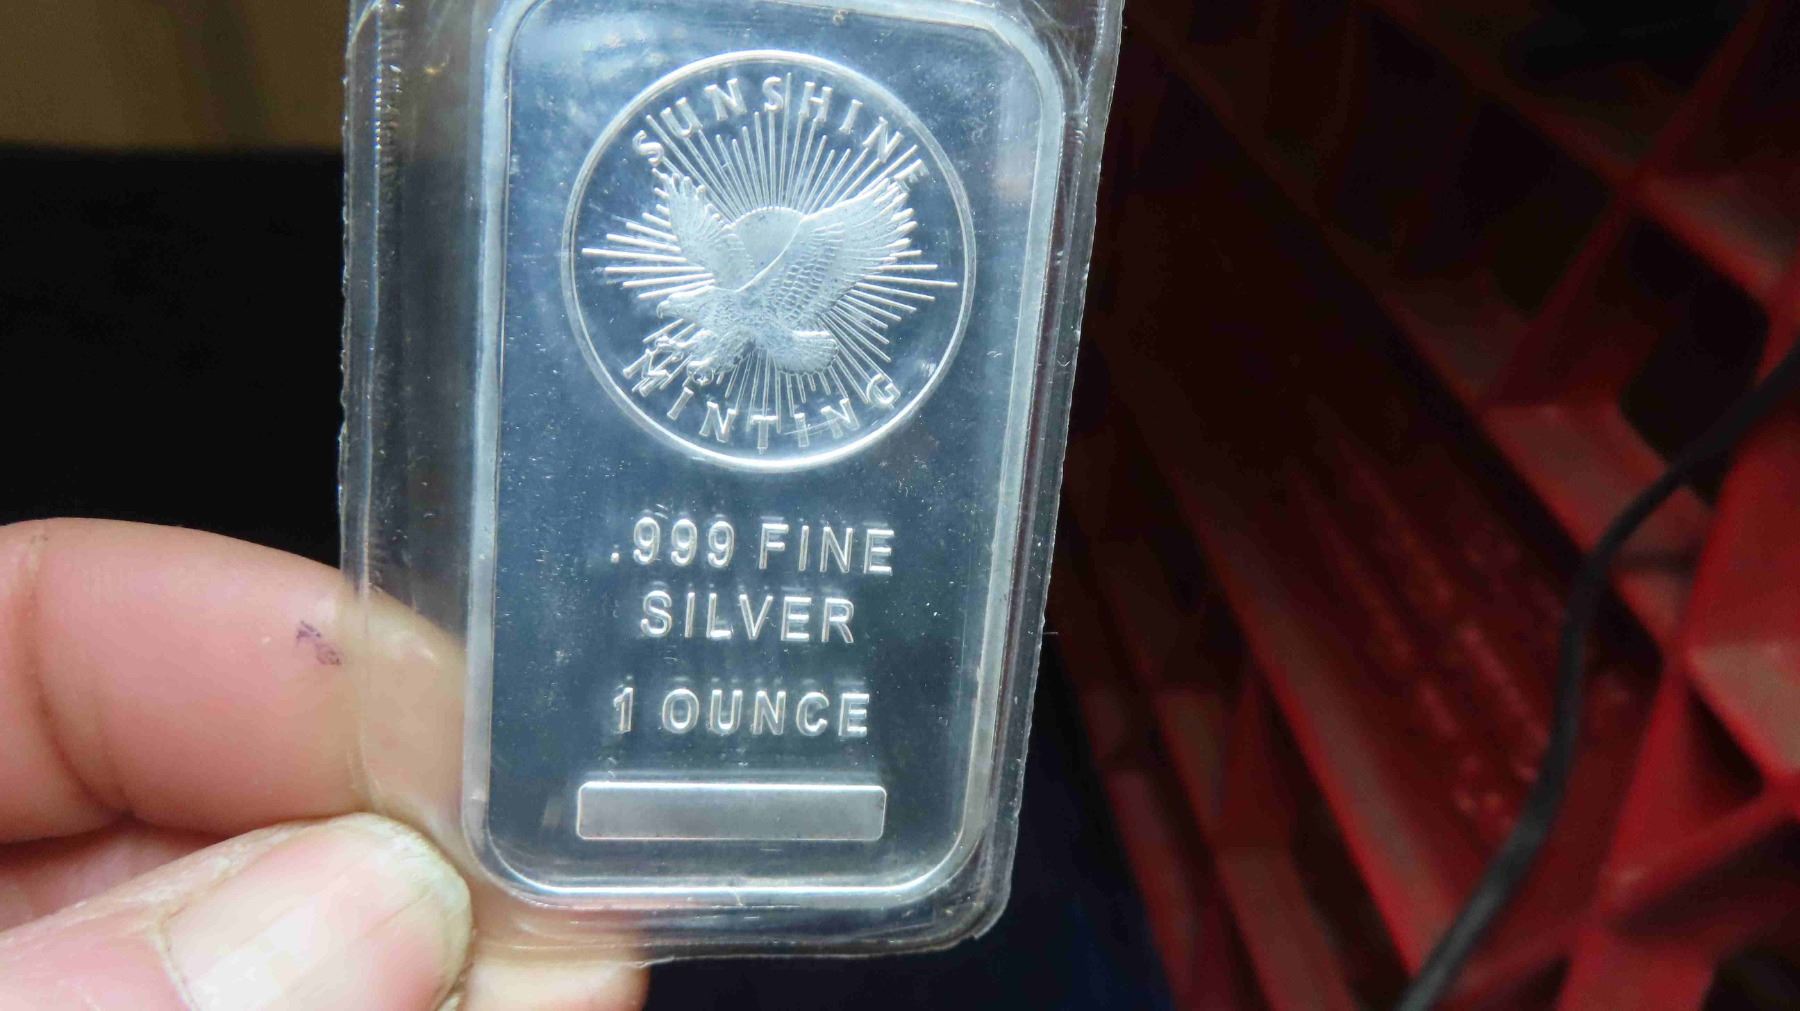 SUNSHINE
MINTING
.999 FINE
SILVER
1 OUNCE